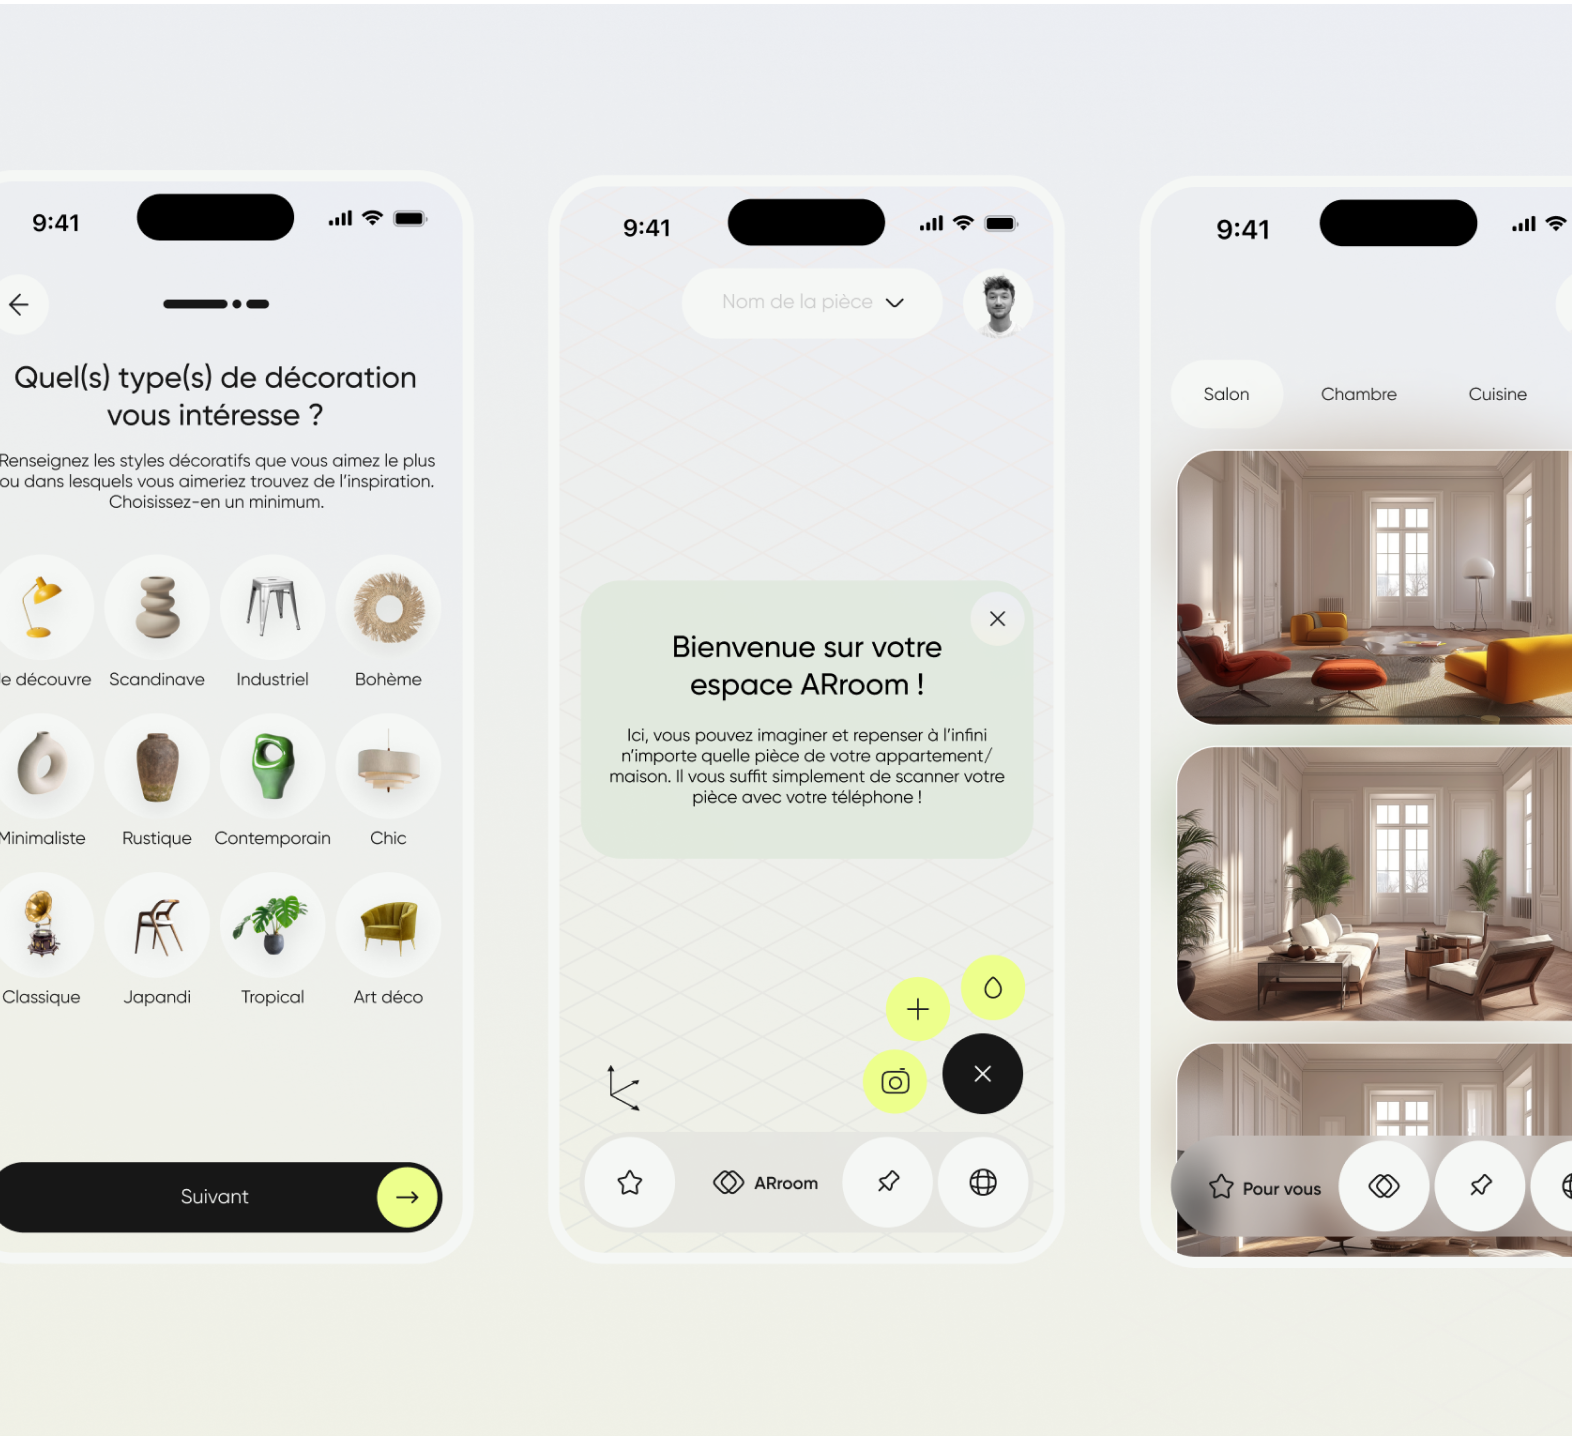 9:41
Quel(s) type(s) de décoration
vous intéresse ?
Renseignez les styles décoratifs que vous aimez le plus
ou dans lesquels vous aimeriez trouvez de l'inspiration.
Choisissez-en un minimum.
e découvre
Scandinave
Industriel
Bohème
Minimaliste
Rustique
Contemporain
Chic
Classique
Japandi
Tropical
Art déco
Suivant
9:41
Nom de la pièce
Bienvenue sur votre
espace ARroom !
Ici, vous pouvez imaginer et repenser à l'infini
n'importe quelle pièce de votre appartement/
maison. Il vous suffit simplement de scanner votre
pièce avec votre téléphone !
ARroom
9:41
Salon
Chambre
Cuisine
Pour vous